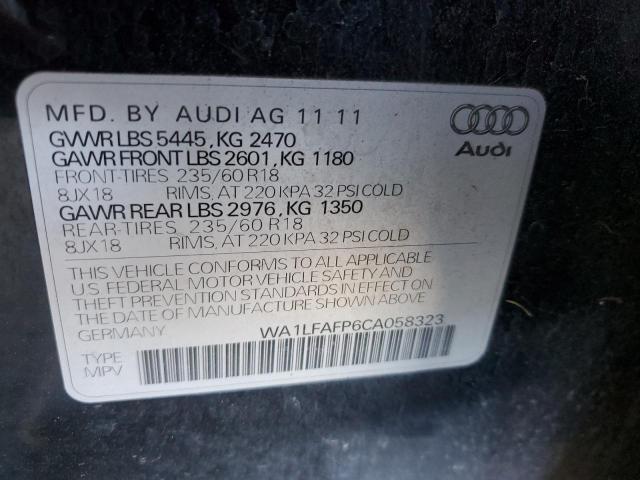 MFD. BY AUDI AG 11 11
GVWR LBS 5445, KG 2470
GAWR FRONT LBS 2601, KG 1180
FRONT-TIRES 235/60 R18
8JX18 RIMS, AT 220 KPA 32 PSI COLD
GAWR REAR LBS 2976, KG 1350
REAR-TIRES 235/60 R18
8JX18 RIMS, AT 220 KPA 32 PSI COLD
THIS VEHICLE CONFORMS TO ALL APPLICABLE
U.S. FEDERAL MOTOR VEHICLE SAFETY AND
THEFT PREVENTION STANDARDS IN EFFECT ON
THE DATE OF MANUFACTURE SHOWN ABOVE.
GERMANY
WA1LFAFP6CA058323
TYPE
MPV
Audi